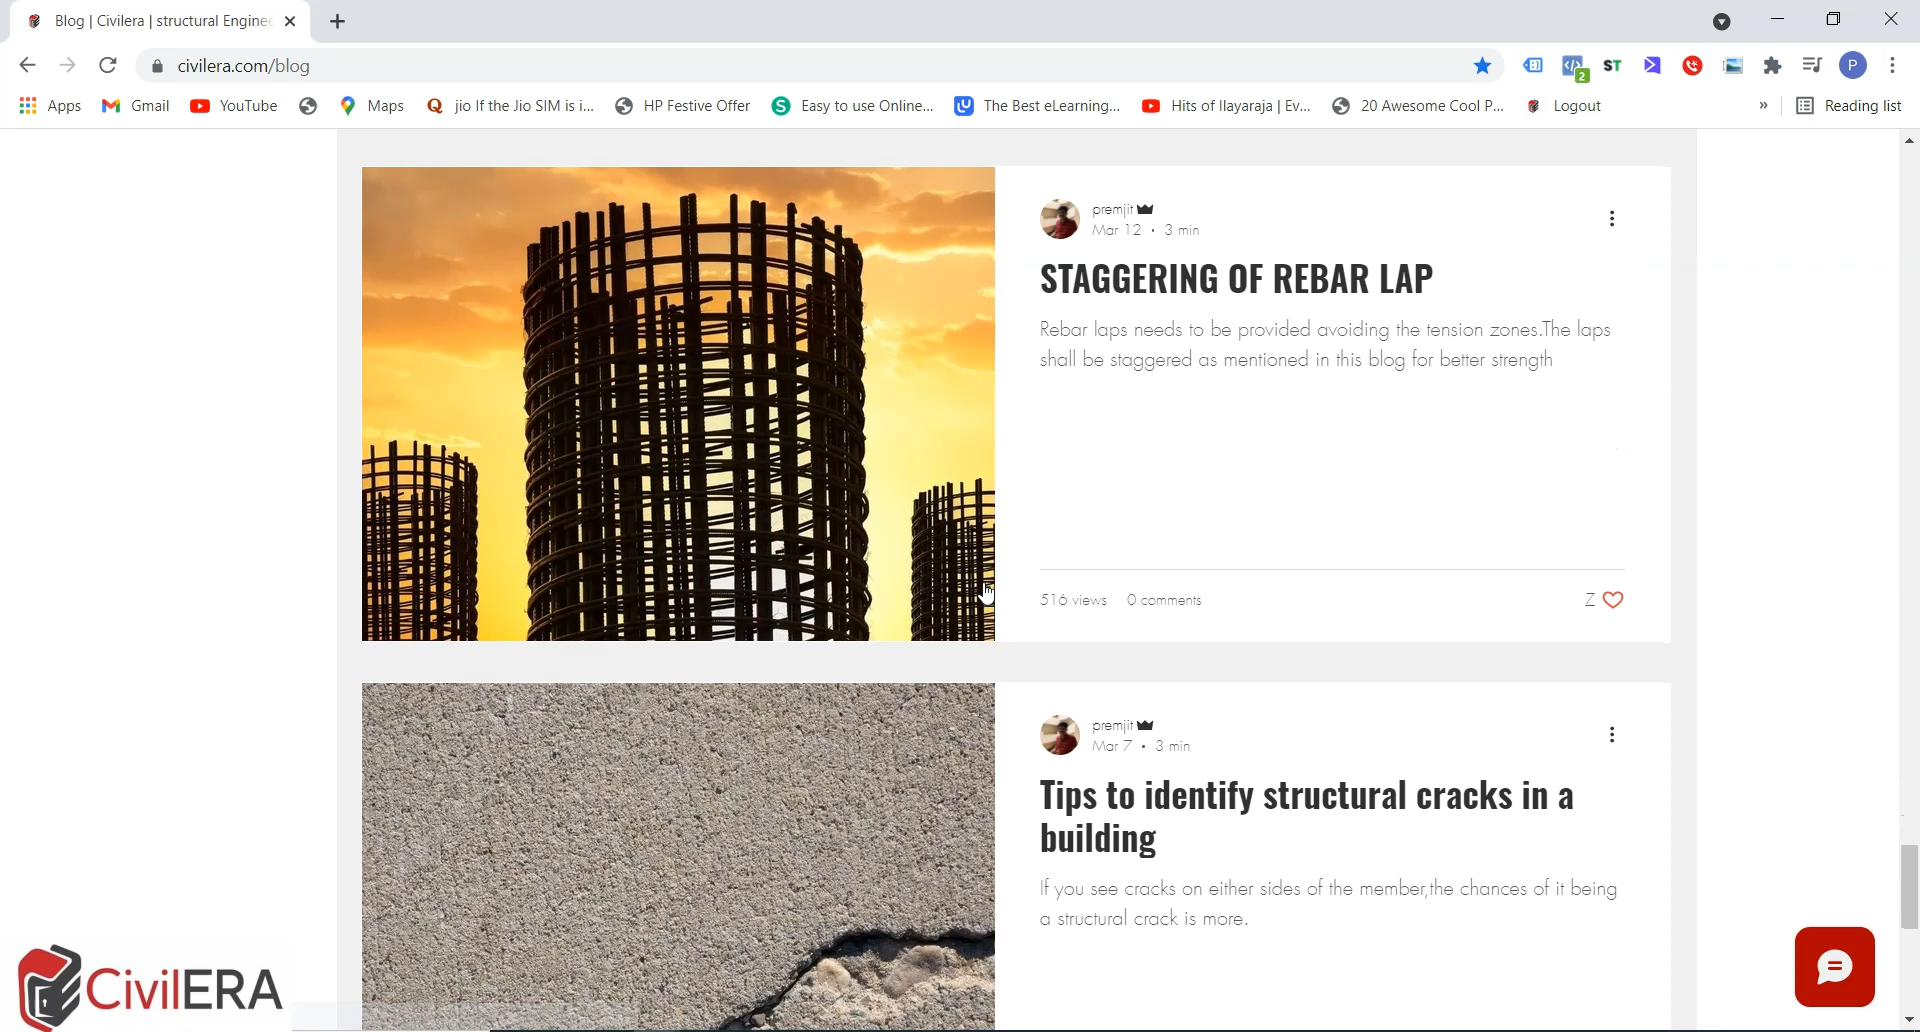 Blog | Civilera | structural Enginee
civilera.com/blog
2
ST
P
Apps
Gmail
YouTube
Maps
jio If the Jio SIM is i...
HP Festive Offer
Easy to use Online...
The Best eLearning...
Hits of Ilayaraja | Ev...
20 Awesome Cool P...
Logout
»
Reading list
premjit
Mar 12 · 3 min
STAGGERING OF REBAR LAP
Rebar laps needs to be provided avoiding the tension zones.The laps
shall be staggered as mentioned in this blog for better strength
516 views 0 comments
premjit
Mar 7 · 3 min
Tips to identify structural cracks in a
building
If you see cracks on either sides of the member,the chances of it being
a structural crack is more.
CivilERA